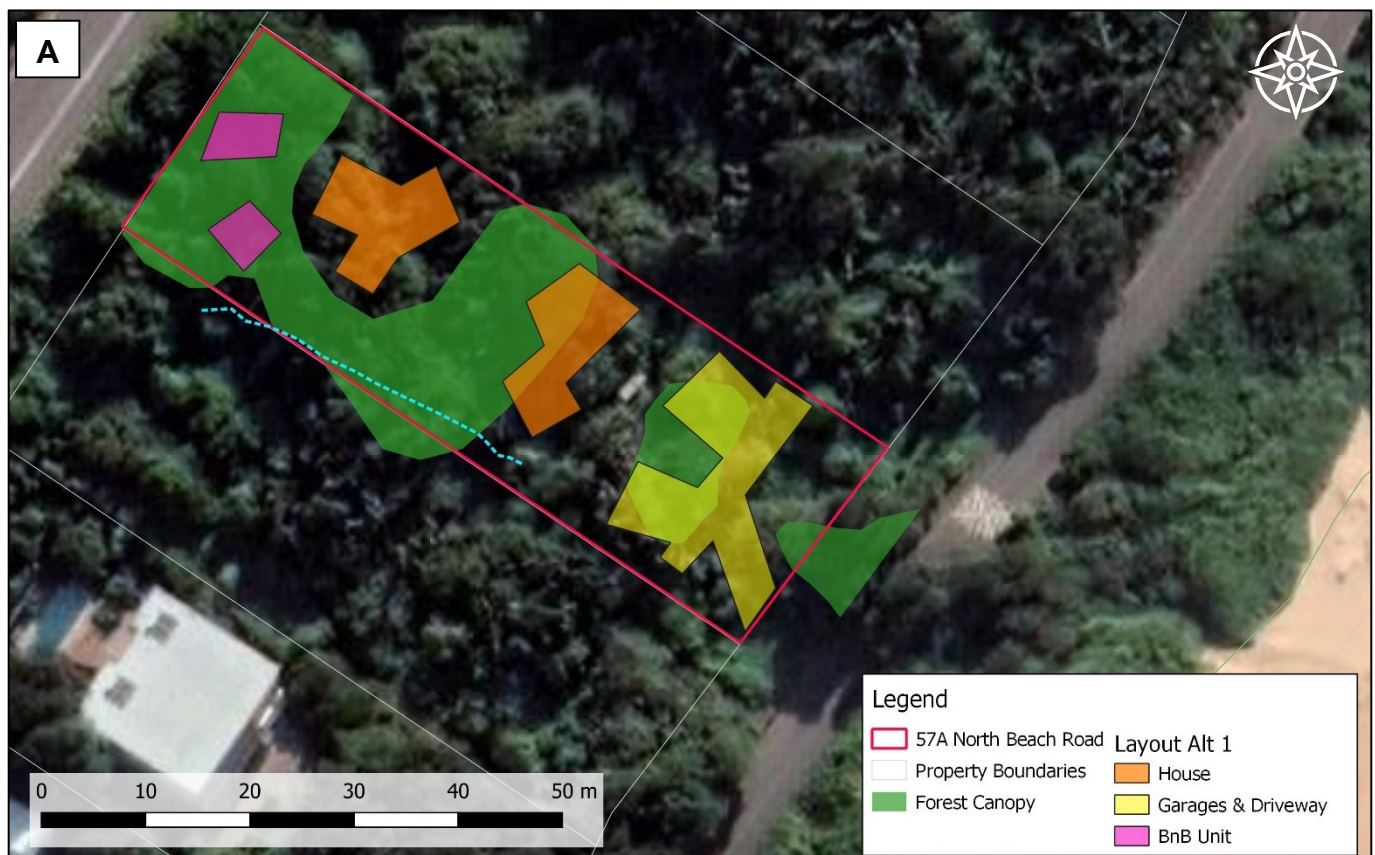 A
0 10 20 30 40 50 m
Legend
57A North Beach Road
Property Boundaries
Forest Canopy
Layout Alt 1
House
Garages & Driveway
BnB Unit